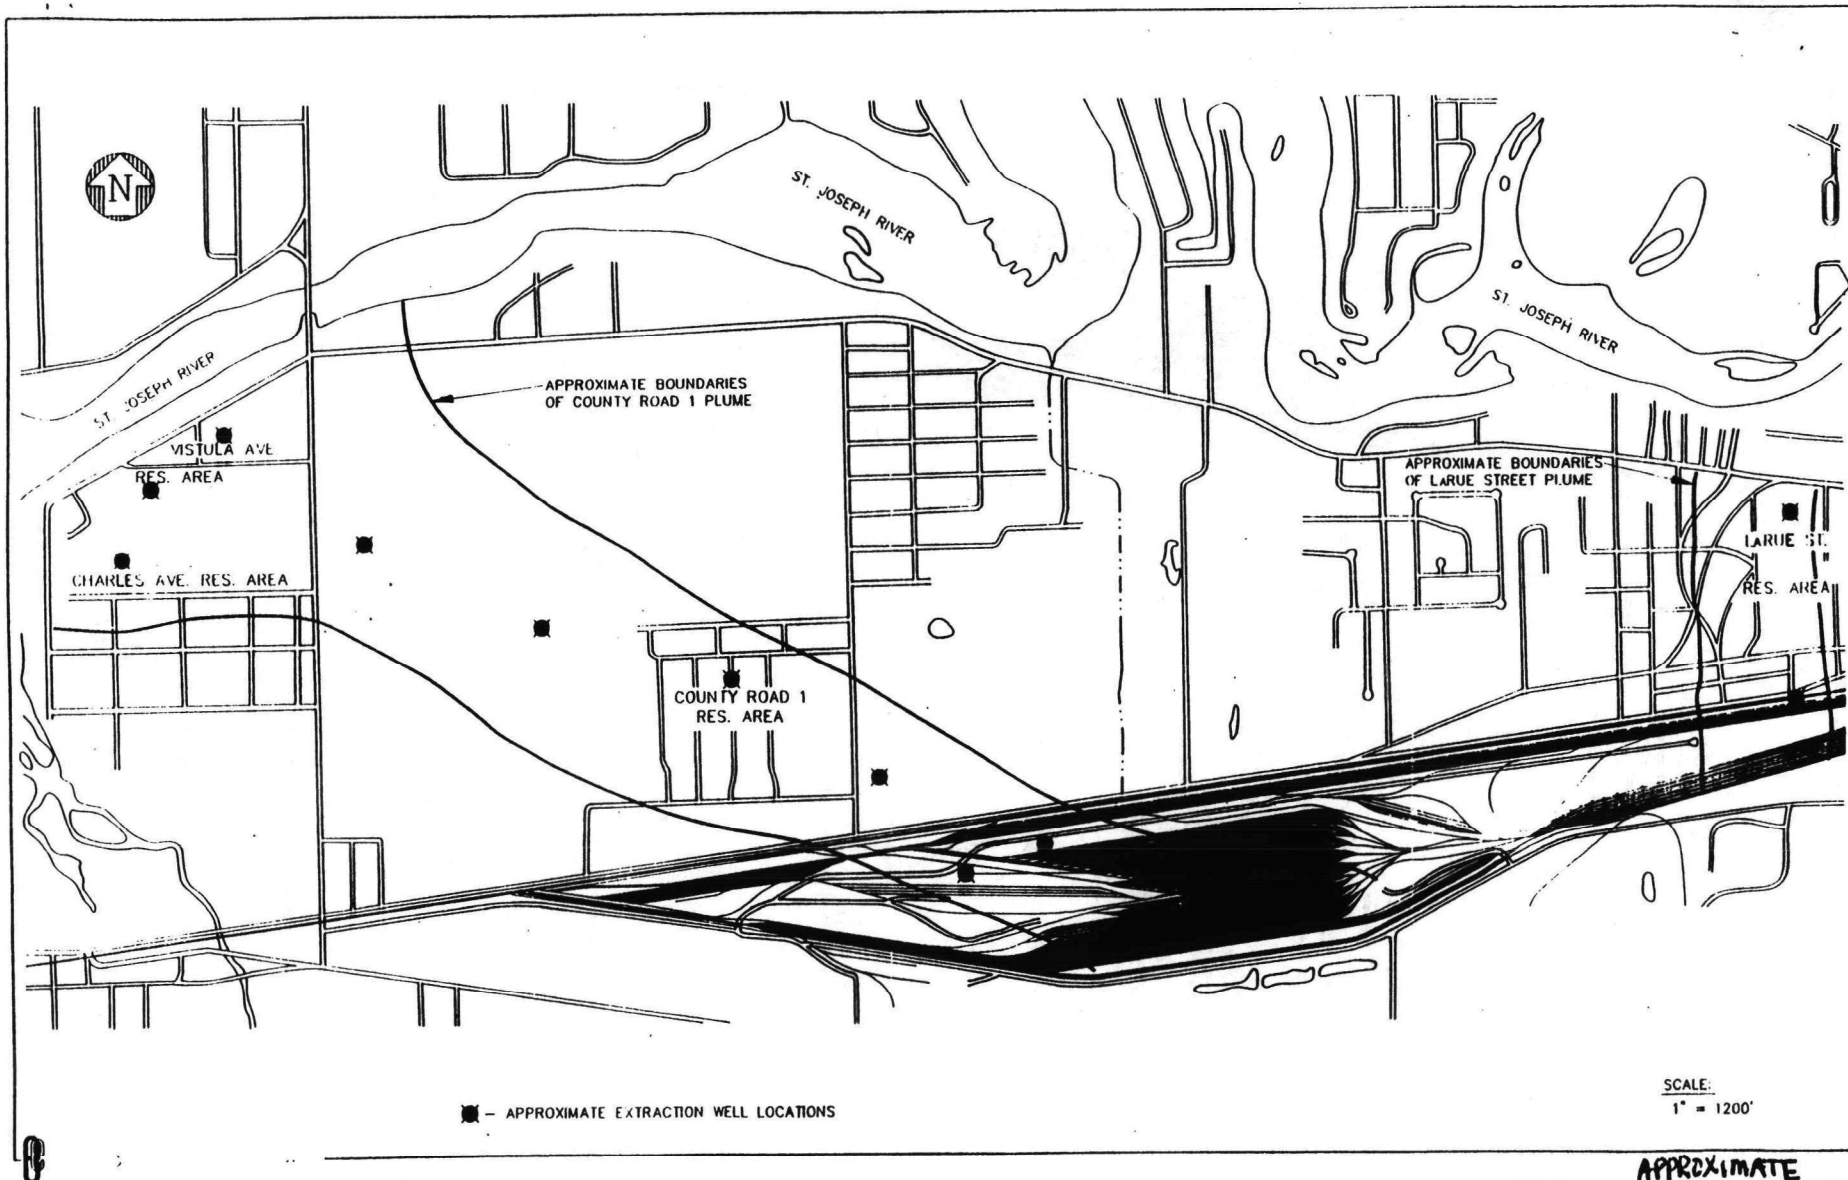 N
ST. JOSEPH RIVER
ST. JOSEPH RIVER
ST. JOSEPH RIVER
APPROXIMATE BOUNDARIES
OF COUNTY ROAD 1 PLUME
VISTULA AVE
RES. AREA
APPROXIMATE BOUNDARIES
OF LARUE STREET PLUME
LARUE ST.
RES. AREA
CHARLES AVE. RES. AREA
COUNTY ROAD 1
RES. AREA
- APPROXIMATE EXTRACTION WELL LOCATIONS
SCALE:
1" = 1200'
APPROXIMATE